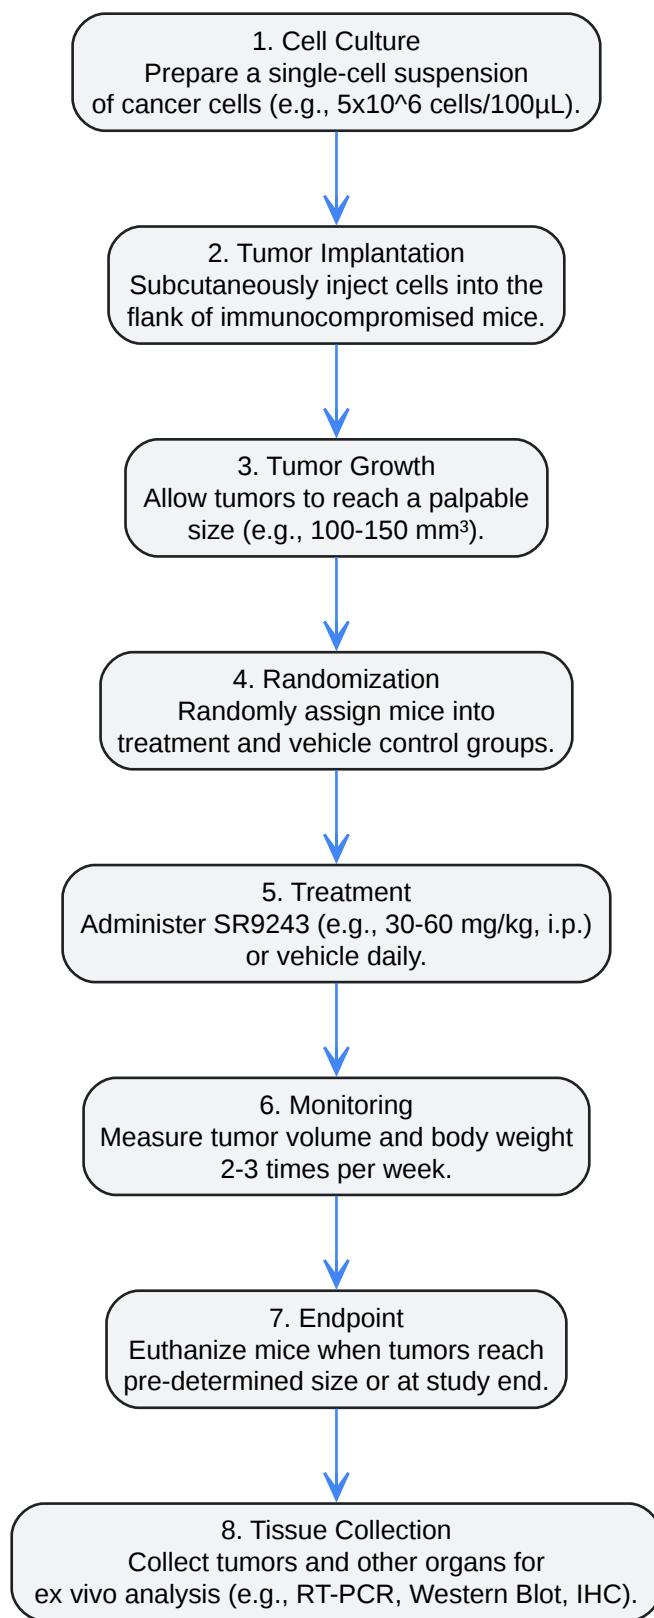 1. Cell Culture
Prepare a single-cell suspension
of cancer cells (e.g., 5x10^6 cells/100µL).
2. Tumor Implantation
Subcutaneously inject cells into the
flank of immunocompromised mice.
3. Tumor Growth
Allow tumors to reach a palpable
size (e.g., 100-150 mm³).
4. Randomization
Randomly assign mice into
treatment and vehicle control groups.
5. Treatment
Administer SR9243 (e.g., 30-60 mg/kg, i.p.)
or vehicle daily.
6. Monitoring
Measure tumor volume and body weight
2-3 times per week.
7. Endpoint
Euthanize mice when tumors reach
pre-determined size or at study end.
8. Tissue Collection
Collect tumors and other organs for
ex vivo analysis (e.g., RT-PCR, Western Blot, IHC).